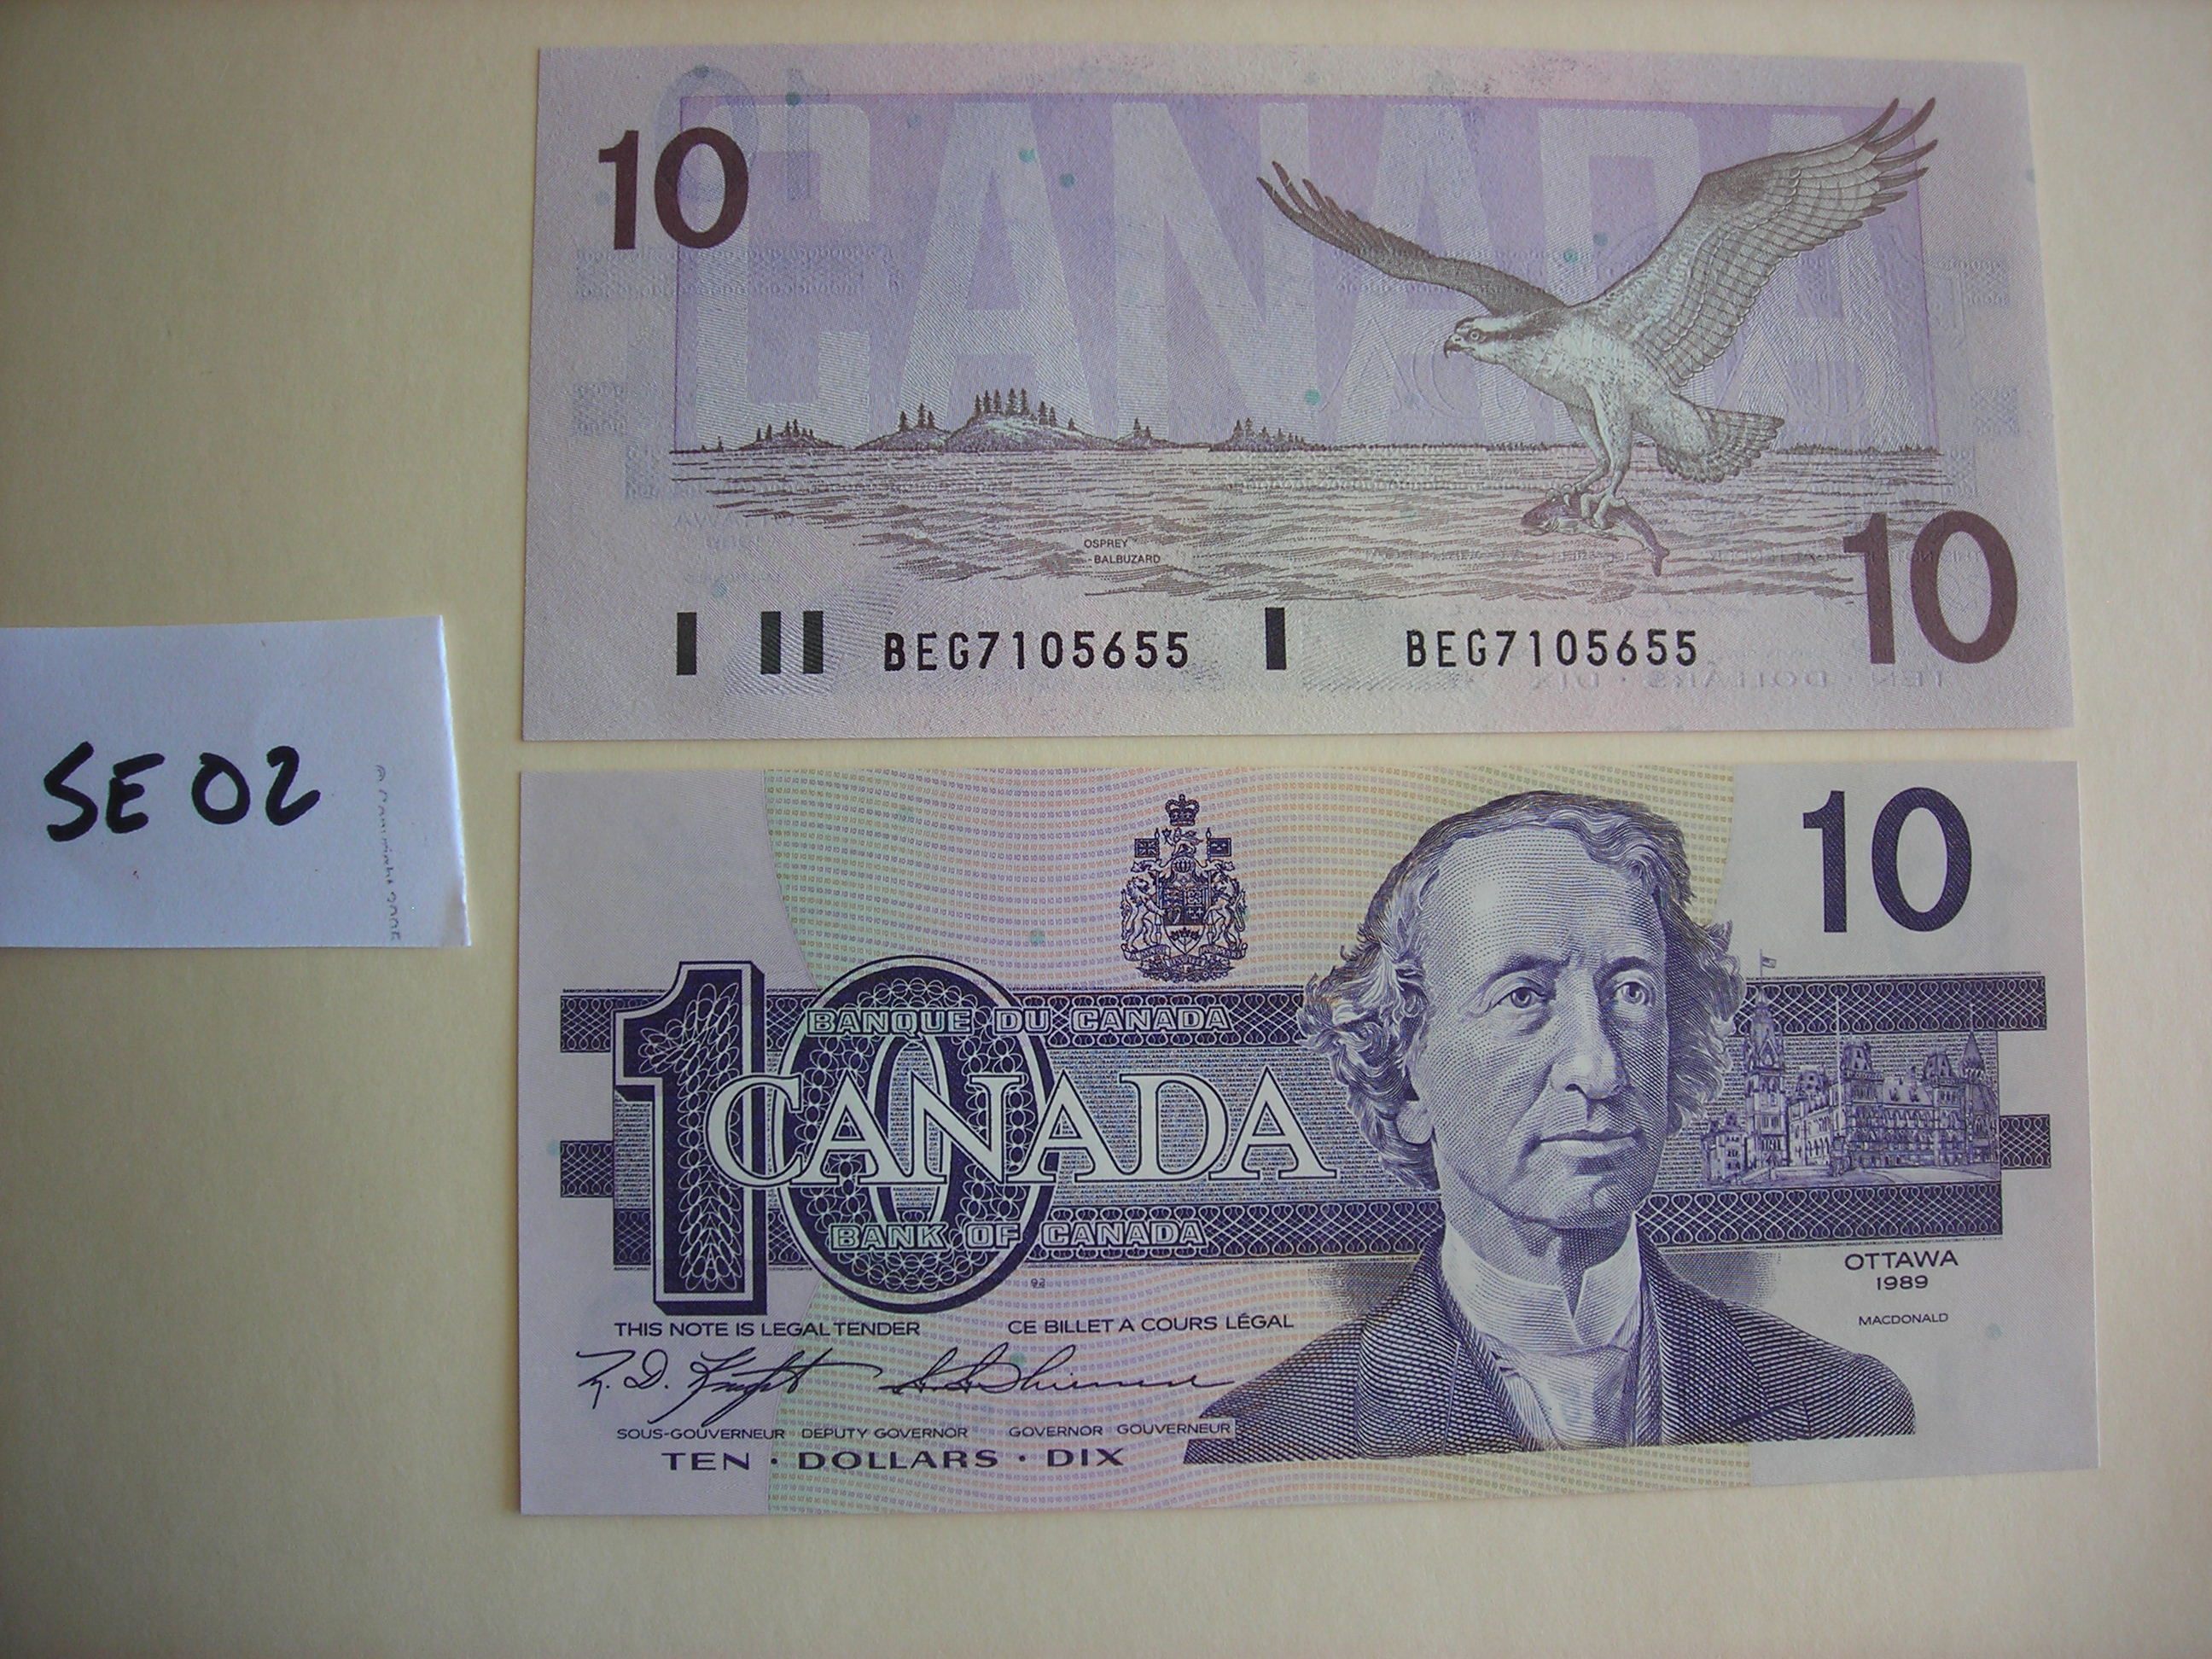 10
CANADA
OSPREY
-BALBUZARD
10
BEG7105655
BEG7105655
SE 02
10
BANQUE DU CANADA
10
CANADA
BANK OF CANADA
OTTAWA
1989
MACDONALD
THIS NOTE IS LEGAL TENDER
CE BILLET A COURS LÉGAL
SOUS-GOUVERNEUR DEPUTY GOVERNOR
GOVERNOR GOUVERNEUR
TEN · DOLLARS · DIX